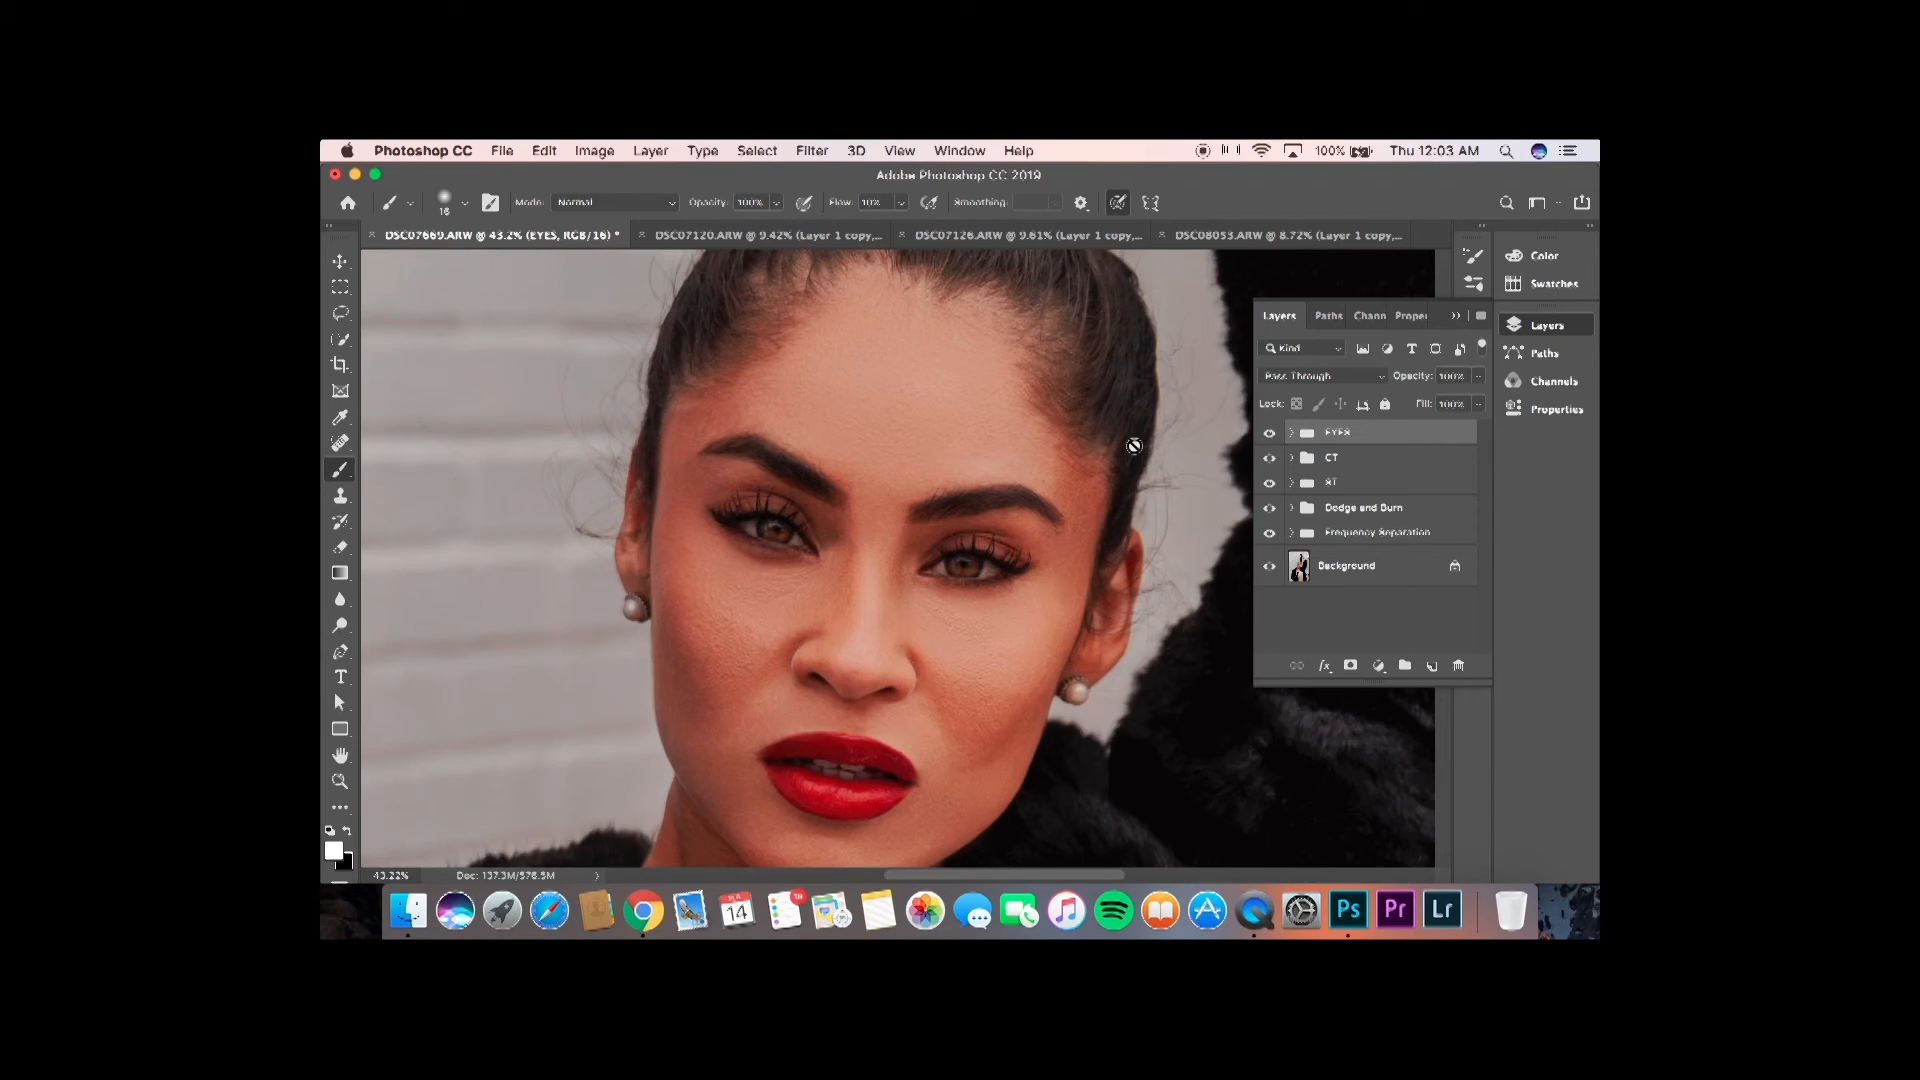 Photoshop CC File Edit Image Layer Type Select Filter 3D View Window Help 100% Thu 12:03 AM
Adobe Photoshop CC 2019
16 Mode: Normal Opacity: 100% Flow: 10% Smoothing:
DSC07669.ARW @ 43.2% (EYES, RGB/16) * DSC07120.ARW @ 9.42% (Layer 1 copy,... DSC07126.ARW @ 9.61% (Layer 1 copy,... DSC08053.ARW @ 8.72% (Layer 1 copy,...
Color
Swatches
Layers Paths Chann Proper
Layers
Kind
Paths
Pass Through Opacity: 100%
Channels
Lock: Fill: 100%
Properties
EYES
CT
ST
Dodge and Burn
Frequency Separation
Background
fx
43.22% Doc: 137.3M/576.5M
14 Ps Pr Lr